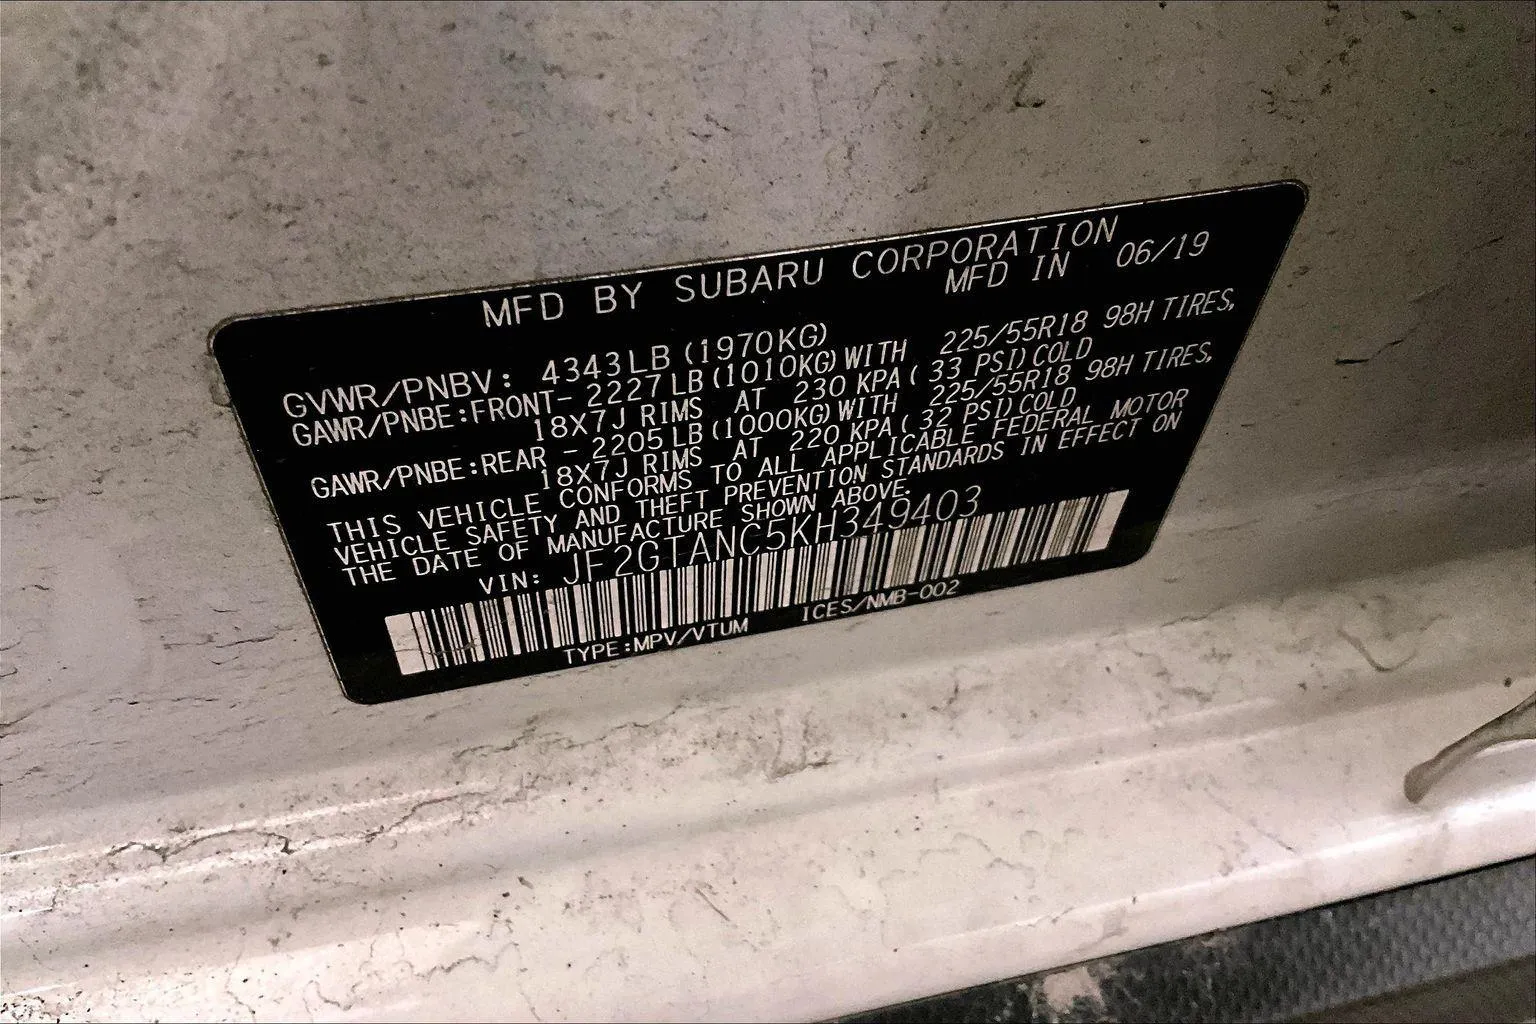 MFD BY SUBARU CORPORATION
MFD IN 06/19
GVWR/PNBV: 4343LB (1970KG)
GAWR/PNBE:FRONT- 2227LB (1010KG) WITH 225/55R18 98H TIRES,
18X7J RIMS AT 230 KPA ( 33 PSI) COLD
GAWR/PNBE:REAR - 2205LB (1000KG) WITH 225/55R18 98H TIRES,
18X7J RIMS AT 220 KPA ( 32 PSI) COLD
THIS VEHICLE CONFORMS TO ALL APPLICABLE FEDERAL MOTOR
VEHICLE SAFETY AND THEFT PREVENTION STANDARDS IN EFFECT ON
THE DATE OF MANUFACTURE SHOWN ABOVE.
VIN: JF2GTANC5KH349403
TYPE:MPV/VTUM ICES/NMB-002